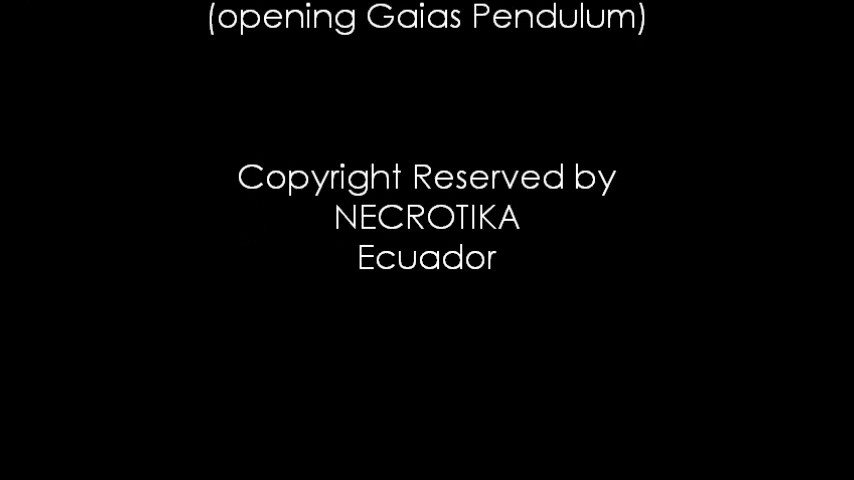 (opening Gaias Pendulum)
Copyright Reserved by
NECROTIKA
Ecuador